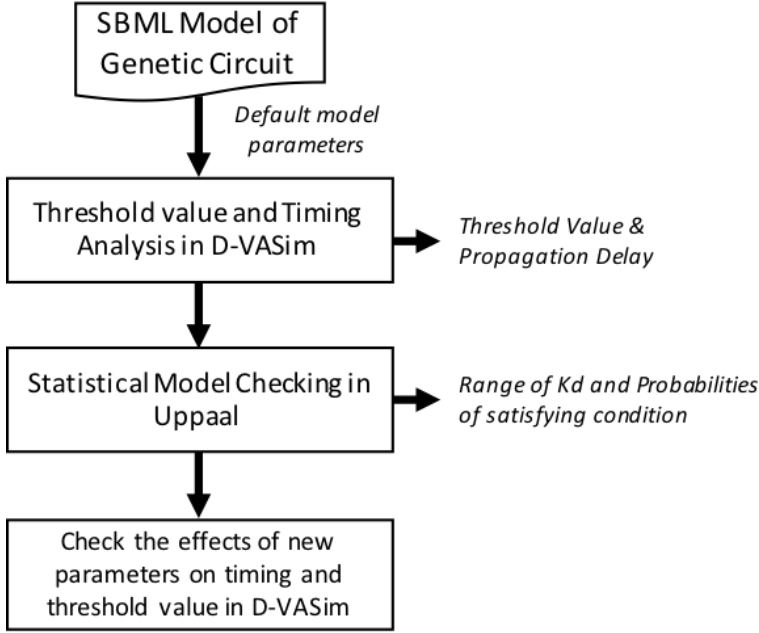 SBML Model of
Genetic Circuit
Default model
parameters
Threshold value and Timing
Analysis in D-VASim
Threshold Value &
Propagation Delay
Statistical Model Checking in
Uppaal
Range of Kd and Probabilities
of satisfying condition
Check the effects of new
parameters on timing and
threshold value in D-VASim